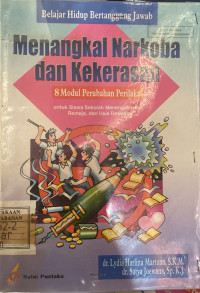 Belajar Hidup Bertanggung Jawab
Menangkal Narkoba
dan Kekerasan
8 Modul Perubahan Perilaku
untuk Siswa Sekolah Menengah
Remaja, dan Usia Dewasa
dr. Lydia Harlina Martono, S.K.M.
dr. Satya Joewana, Sp. K.J.
Balai Pustaka